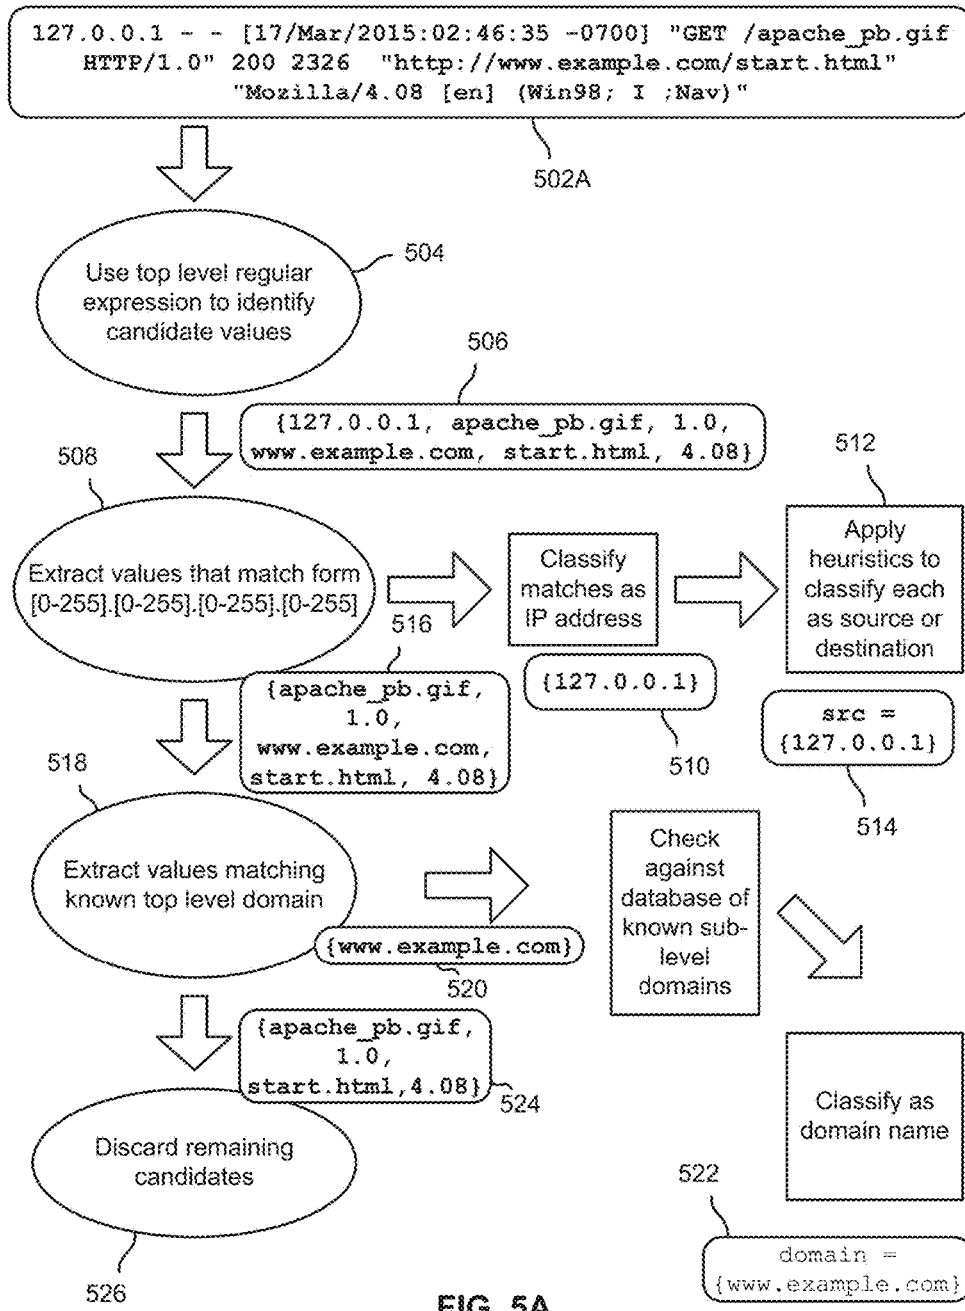 127.0.0.1 - - [17/Mar/2015:02:46:35 -0700] "GET /apache_pb.gif
HTTP/1.0" 200 2326 "http://www.example.com/start.html"
"Mozilla/4.08 [en] (Win98; I ;Nav)"
502A
Use top level regular
expression to identify
candidate values
504
506
{127.0.0.1, apache_pb.gif, 1.0,
www.example.com, start.html, 4.08}
508
Extract values that match form
[0-255].[0-255].[0-255].[0-255]
Classify
matches as
IP address
512
Apply
heuristics to
classify each
as source or
destination
516
{apache_pb.gif,
1.0,
www.example.com,
start.html, 4.08}
{127.0.0.1}
510
src =
{127.0.0.1}
514
518
Extract values matching
known top level domain
{www.example.com}
520
Check
against
database of
known sub-
level
domains
{apache_pb.gif,
1.0,
start.html,4.08}
524
Classify as
domain name
Discard remaining
candidates
526
522
domain =
{www.example.com}
FIG. 5A